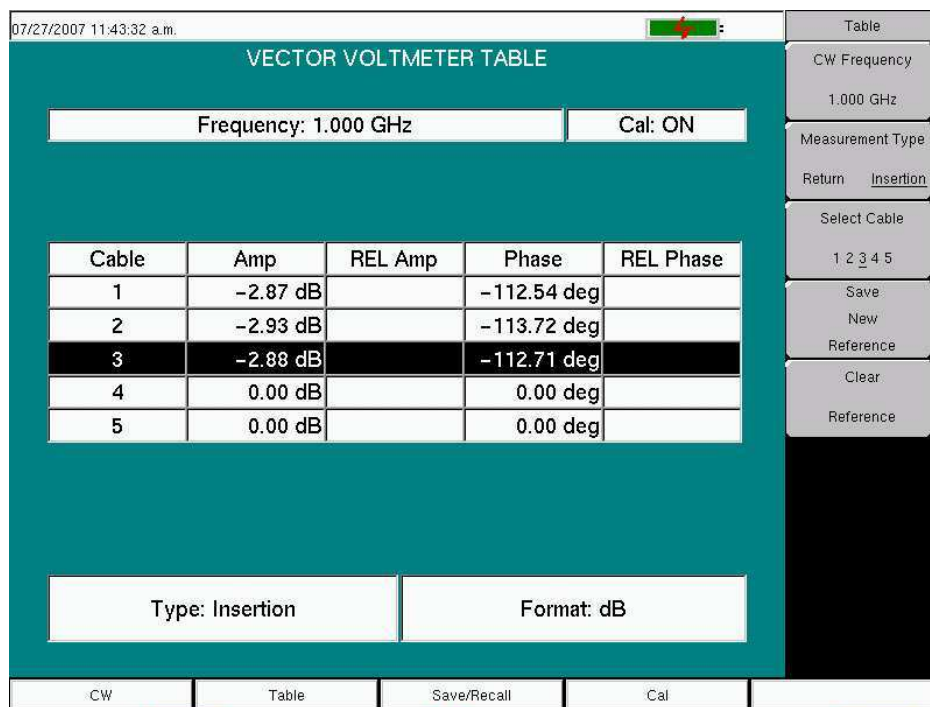 07/27/2007 11:43:32 a.m.
VECTOR VOLTMETER TABLE
Frequency: 1.000 GHz Cal: ON
Cable Amp REL Amp Phase REL Phase
1 −2.87 dB −112.54 deg
2 −2.93 dB −113.72 deg
3 −2.88 dB −112.71 deg
4 0.00 dB 0.00 deg
5 0.00 dB 0.00 deg
Type: Insertion Format: dB
Table
CW Frequency
1.000 GHz
Measurement Type
Return Insertion
Select Cable
1 2 3 4 5
Save
New
Reference
Clear
Reference
CW Table Save/Recall Cal